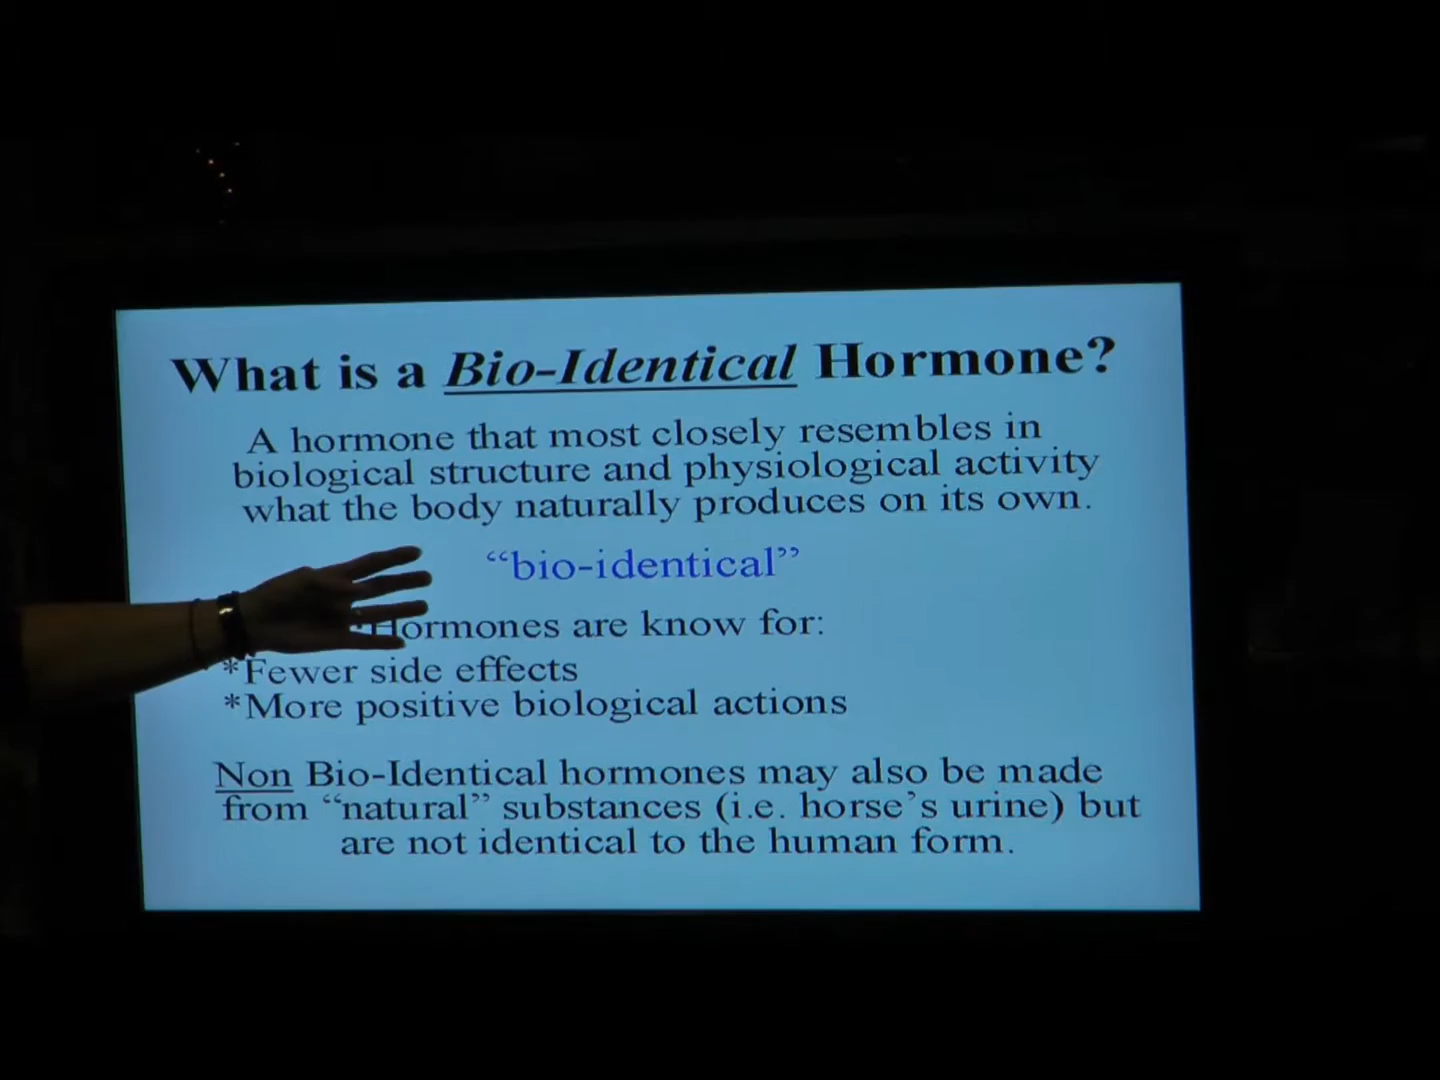 What is a Bio-Identical Hormone?
A hormone that most closely resembles in
biological structure and physiological activity
what the body naturally produces on its own.
“bio-identical”
Hormones are know for:
*Fewer side effects
*More positive biological actions
Non Bio-Identical hormones may also be made
from “natural” substances (i.e. horse’s urine) but
are not identical to the human form.